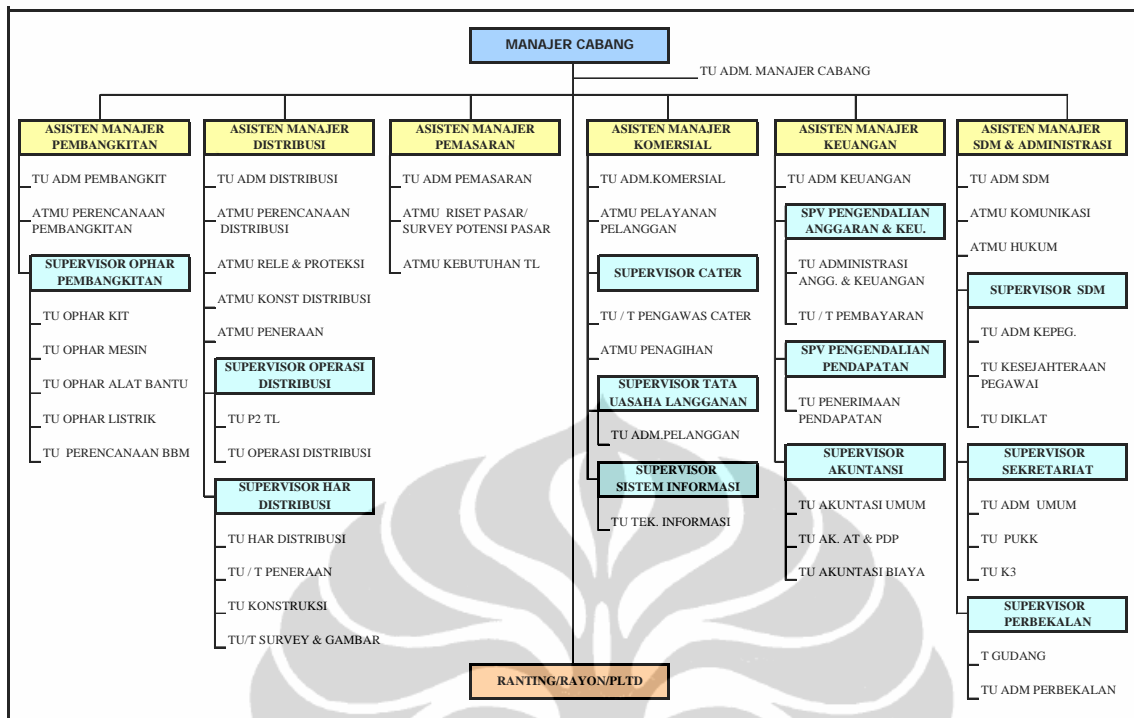 MANAJER CABANG
TU ADM. MANAJER CABANG
ASISTEN MANAJER
PEMBANGKITAN
TU ADM PEMBANGKIT
ATMU PERENCANAAN
PEMBANGKITAN
SUPERVISOR OPHAR
PEMBANGKITAN
TU OPHAR KIT
TU OPHAR MESIN
TU OPHAR ALAT BANTU
TU OPHAR LISTRIK
TU PERENCANAAN BBM
ASISTEN MANAJER
DISTRIBUSI
TU ADM DISTRIBUSI
ATMU PERENCANAAN
DISTRIBUSI
ATMU RELE & PROTEKSI
ATMU KONST DISTRIBUSI
ATMU PENERAAN
SUPERVISOR OPERASI
DISTRIBUSI
TU P2 TL
TU OPERASI DISTRIBUSI
SUPERVISOR HAR
DISTRIBUSI
TU HAR DISTRIBUSI
TU / T PENERAAN
TU KONSTRUKSI
TU/T SURVEY & GAMBAR
ASISTEN MANAJER
PEMASARAN
TU ADM PEMASARAN
ATMU RISET PASAR/
SURVEY POTENSI PASAR
ATMU KEBUTUHAN TL
ASISTEN MANAJER
KOMERSIAL
TU ADM.KOMERSIAL
ATMU PELAYANAN
PELANGGAN
SUPERVISOR CATER
TU / T PENGAWAS CATER
ATMU PENAGIHAN
SUPERVISOR TATA
UASAHA LANGGANAN
TU ADM.PELANGGAN
SUPERVISOR
SISTEM INFORMASI
TU TEK. INFORMASI
ASISTEN MANAJER
KEUANGAN
TU ADM KEUANGAN
SPV PENGENDALIAN
ANGGARAN & KEU.
TU ADMINISTRASI
ANGG. & KEUANGAN
TU / T PEMBAYARAN
SPV PENGENDALIAN
PENDAPATAN
TU PENERIMAAN
PENDAPATAN
SUPERVISOR
AKUNTANSI
TU AKUNTASI UMUM
TU AK. AT & PDP
TU AKUNTASI BIAYA
ASISTEN MANAJER
SDM & ADMINISTRASI
TU ADM SDM
ATMU KOMUNIKASI
ATMU HUKUM
SUPERVISOR SDM
TU ADM KEPEG.
TU KESEJAHTERAAN
PEGAWAI
TU DIKLAT
SUPERVISOR
SEKRETARIAT
TU ADM UMUM
TU PUKK
TU K3
SUPERVISOR
PERBEKALAN
T GUDANG
TU ADM PERBEKALAN
RANTING/RAYON/PLTD